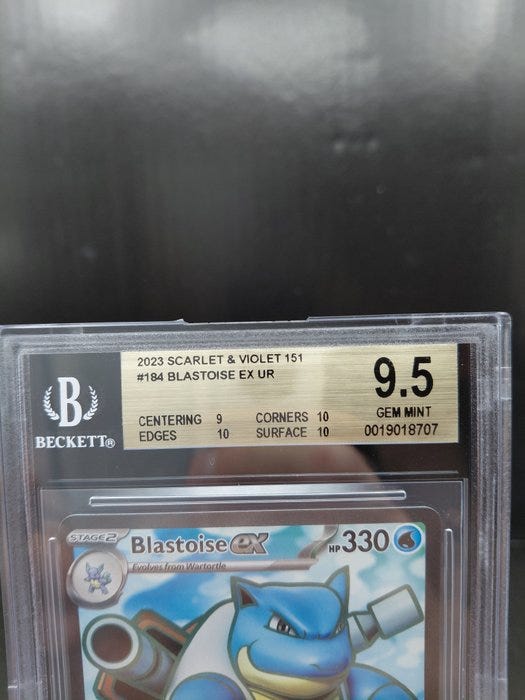 2023 SCARLET & VIOLET 151
#184 BLASTOISE EX UR
9.5
GEM MINT
CENTERING 9 CORNERS 10
EDGES 10 SURFACE 10
0019018707
B
BECKETT®
STAGE2
Blastoise ex
HP 330
Evolves from Wartortle